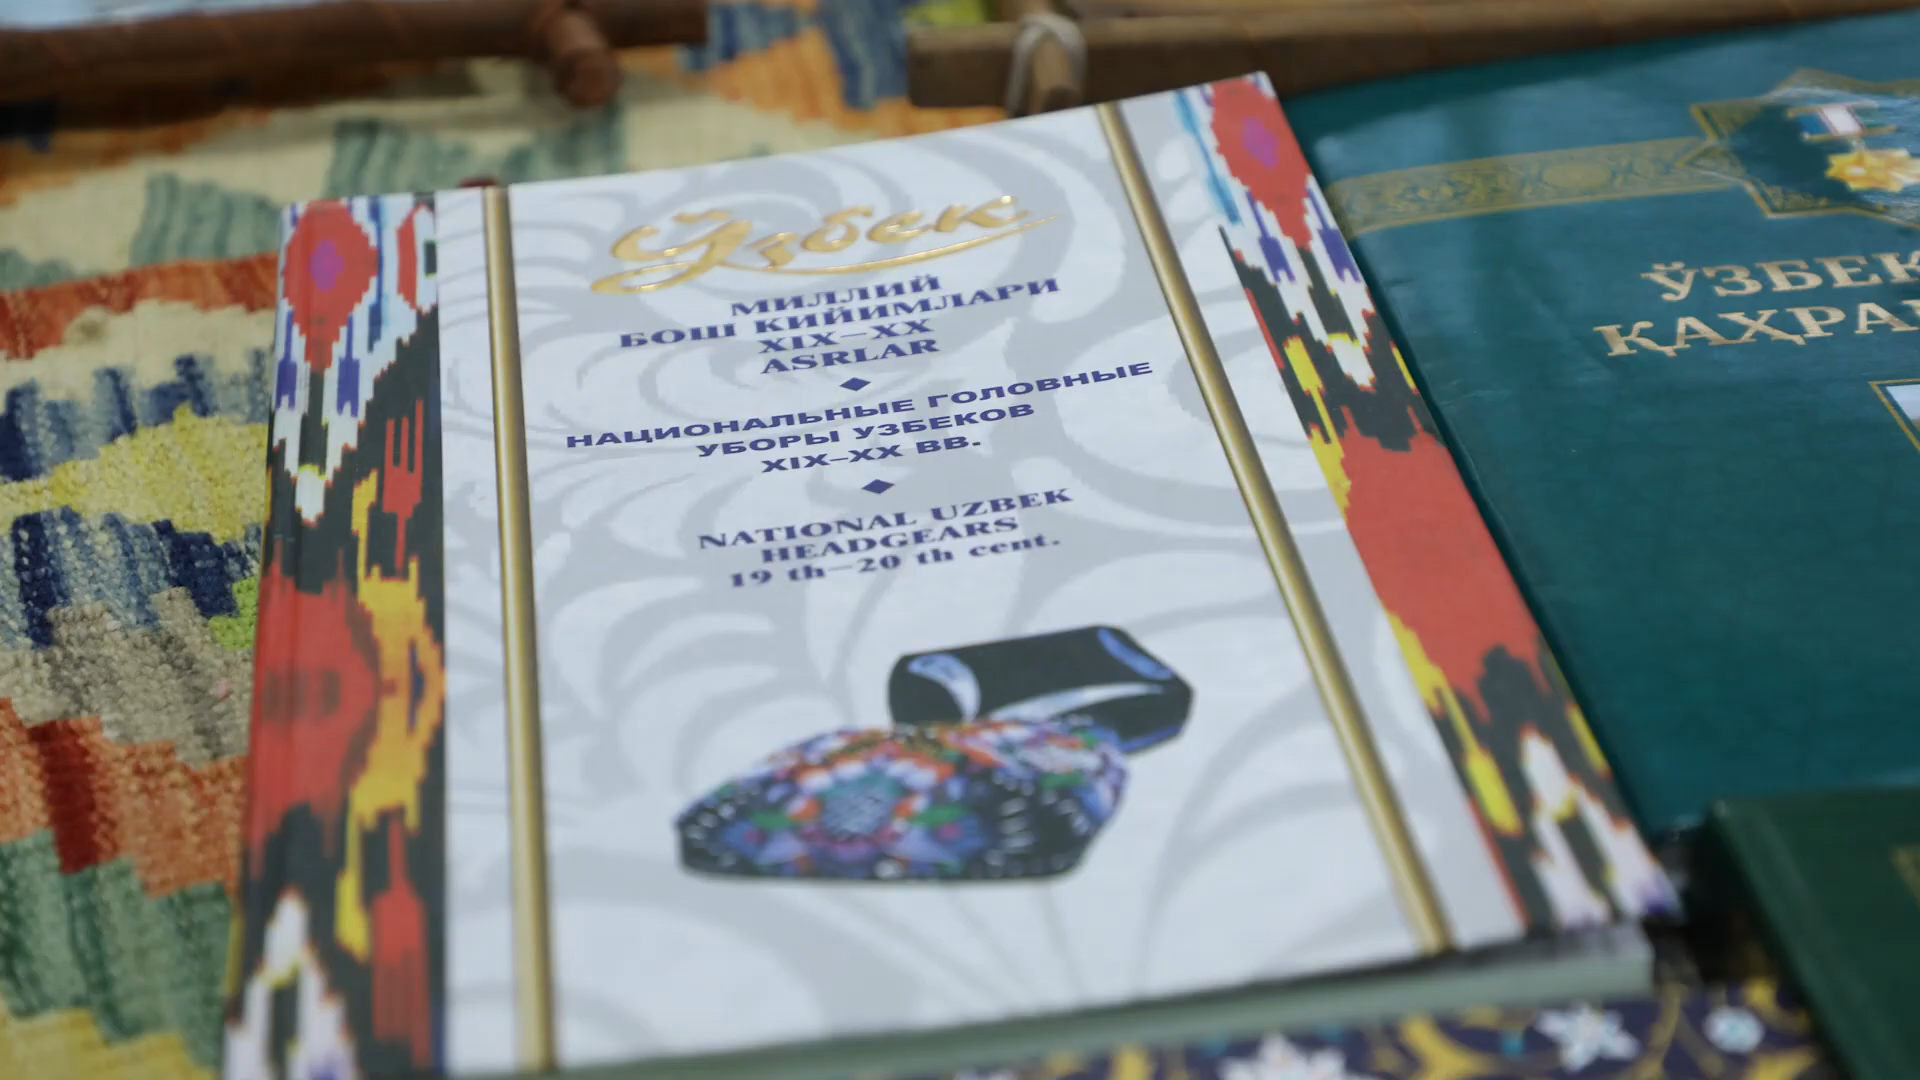 Ўзбек
МИЛЛИЙ
БОШ КИЙИМЛАРИ
XIX–XX
ASRLAR
НАЦИОНАЛЬНЫЕ ГОЛОВНЫЕ
УБОРЫ УЗБЕКОВ
XIX–XX ВВ.
NATIONAL UZBEK
HEADGEARS
19 th–20 th cent.
ЎЗБЕК
ҚАҲРА